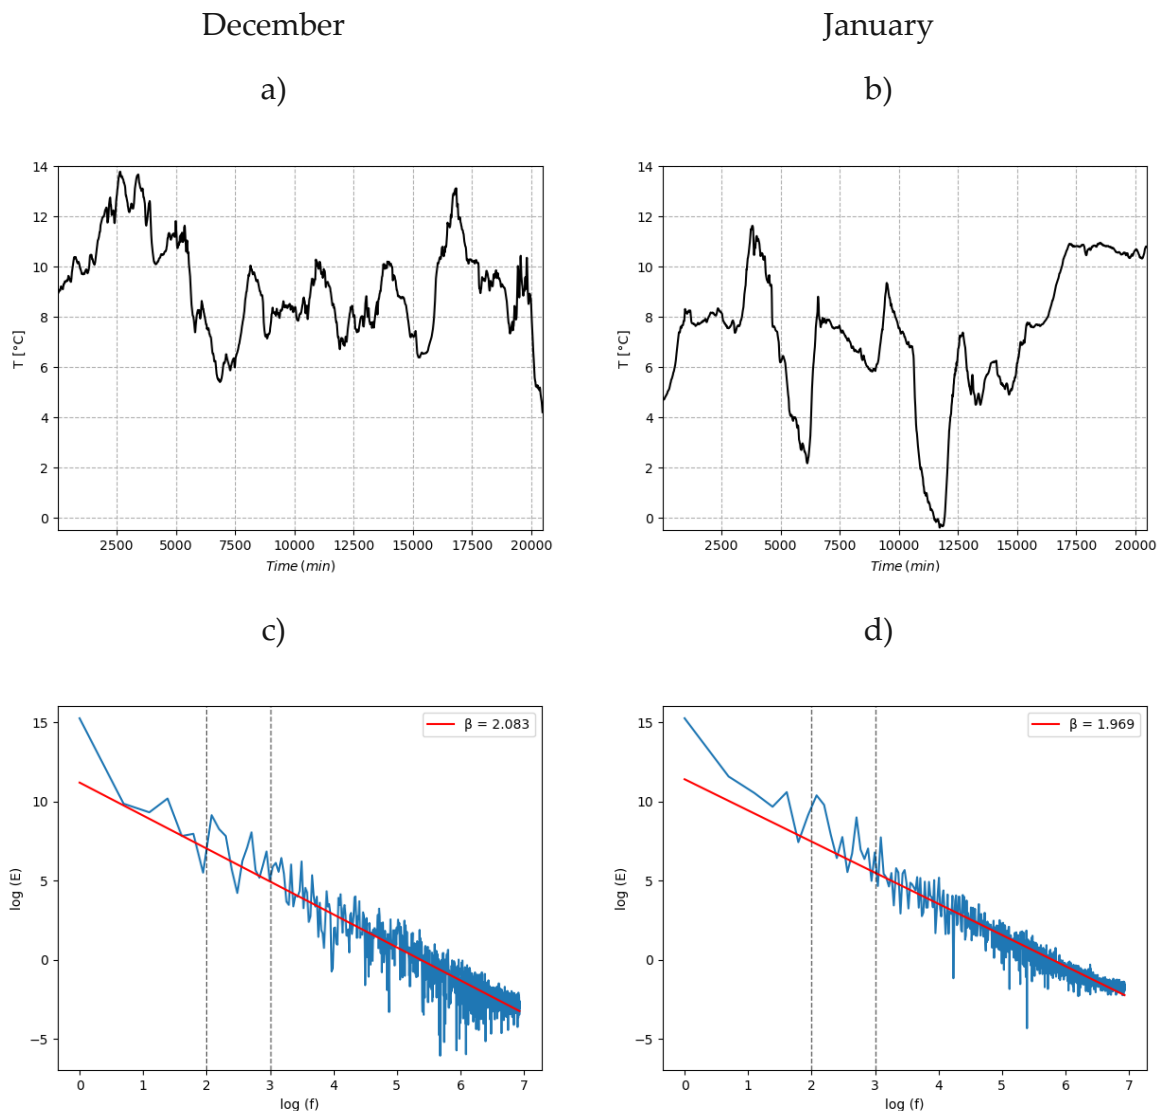 December
January
a)
b)
14
12
10
8
6
4
2
0
T [°C]
2500 5000 7500 10000 12500 15000 17500 20000
Time (min)
14
12
10
8
6
4
2
0
T [°C]
2500 5000 7500 10000 12500 15000 17500 20000
Time (min)
c)
d)
β = 2.083
15
10
5
0
−5
log (E)
0 1 2 3 4 5 6 7
log (f)
β = 1.969
15
10
5
0
−5
log (E)
0 1 2 3 4 5 6 7
log (f)